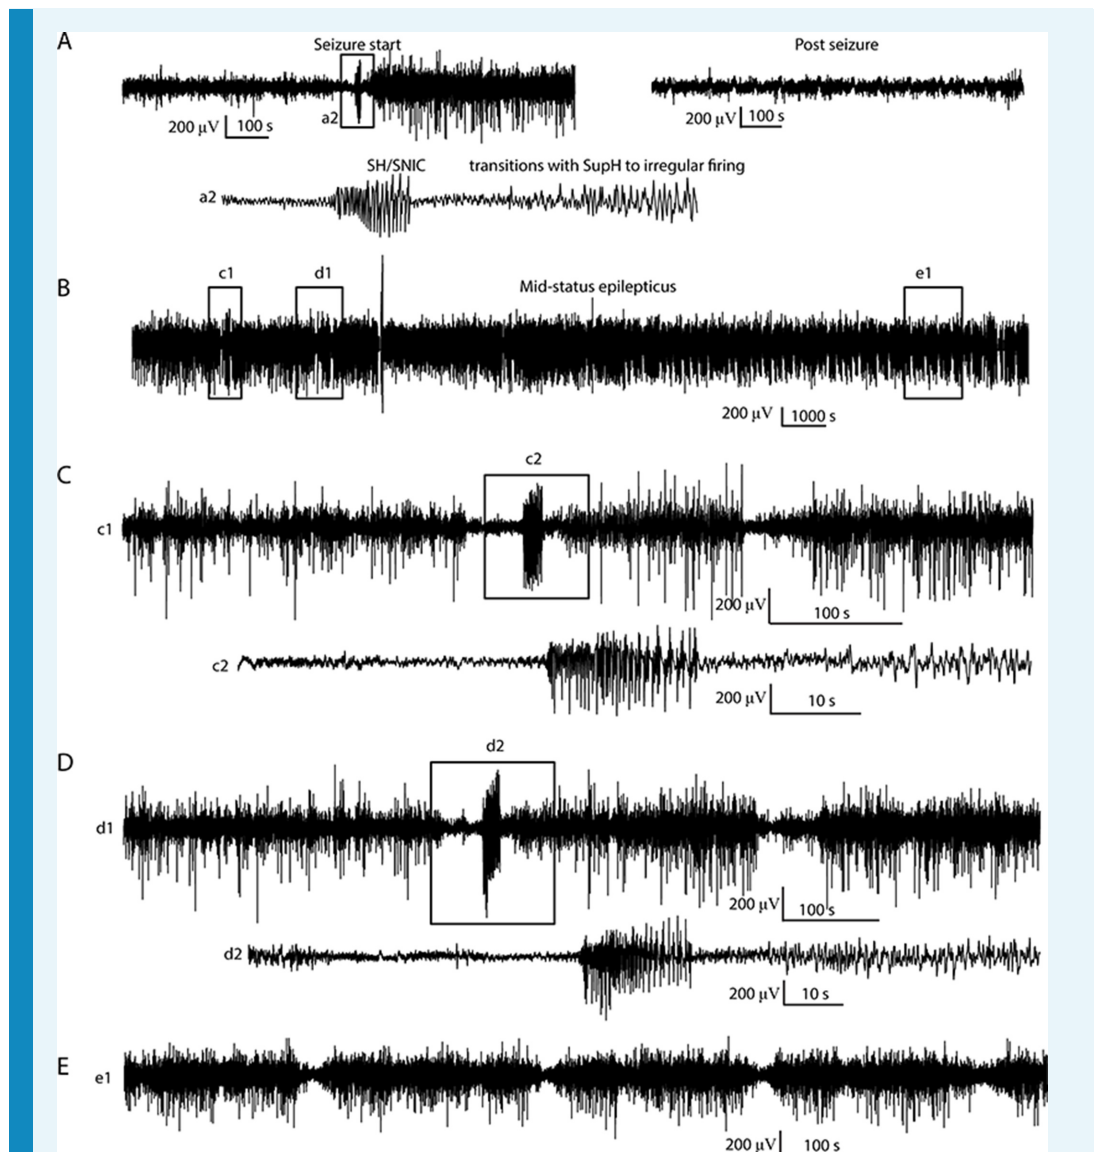 A
Seizure start
Post seizure
a2
200 μV 100 s
200 μV 100 s
SH/SNIC transitions with SupH to irregular firing
a2
B
c1 d1 e1
Mid-status epilepticus
200 μV 1000 s
C
c2
c1
200 μV 100 s
c2
200 μV 10 s
D
d2
d1
200 μV 100 s
d2
200 μV 10 s
E
e1
200 μV 100 s